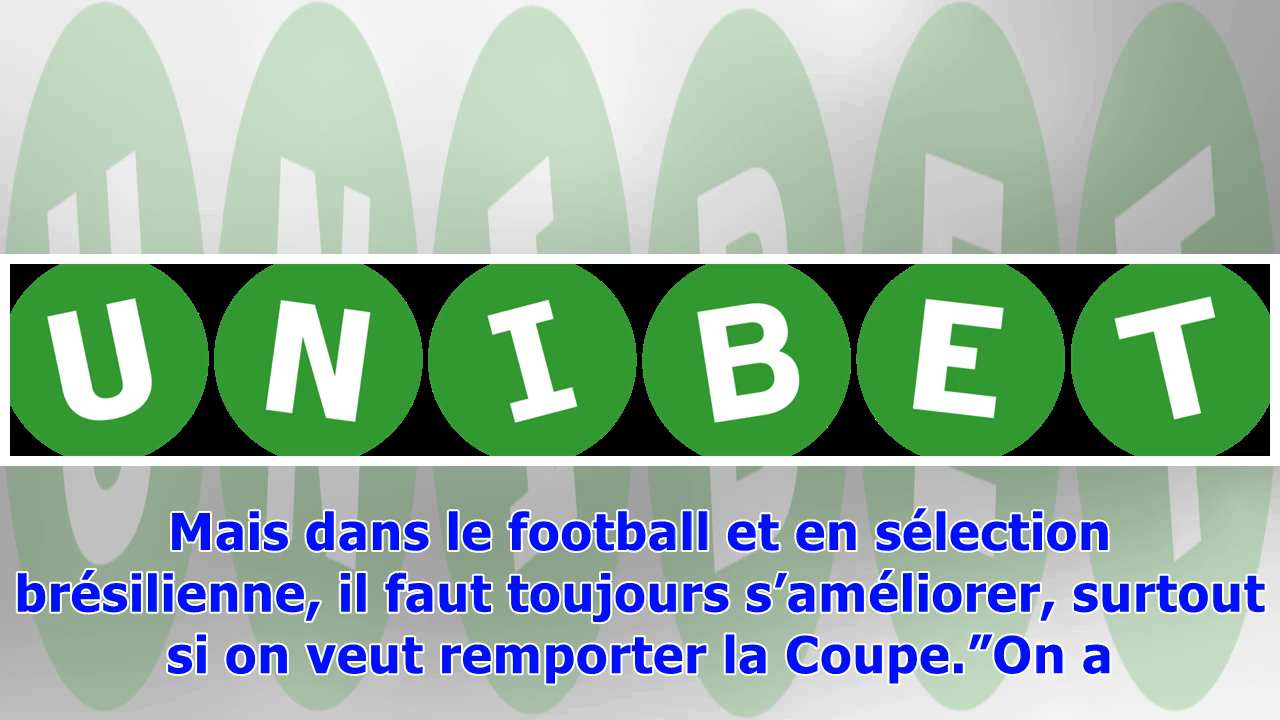 UNIBET
Mais dans le football et en sélection
brésilienne, il faut toujours s’améliorer, surtout
si on veut remporter la Coupe.”On a